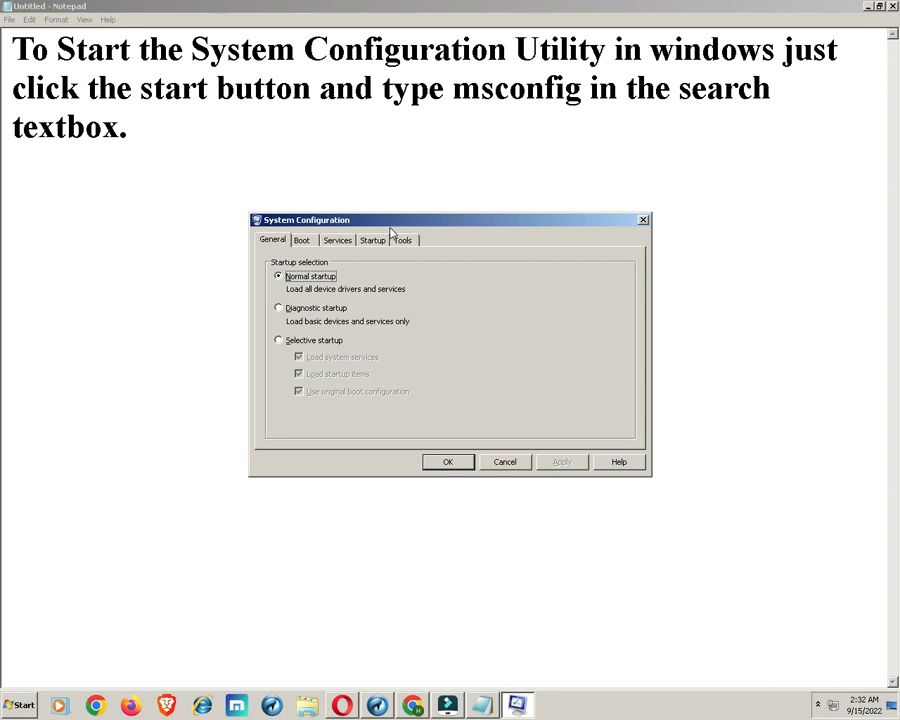 Untitled - Notepad
File Edit Format View Help
To Start the System Configuration Utility in windows just
click the start button and type msconfig in the search
textbox.
System Configuration
General Boot Services Startup Tools
Startup selection
Normal startup
Load all device drivers and services
Diagnostic startup
Load basic devices and services only
Selective startup
Load system services
Load startup items
Use original boot configuration
OK Cancel Apply Help
Start
2:32 AM
9/15/2022